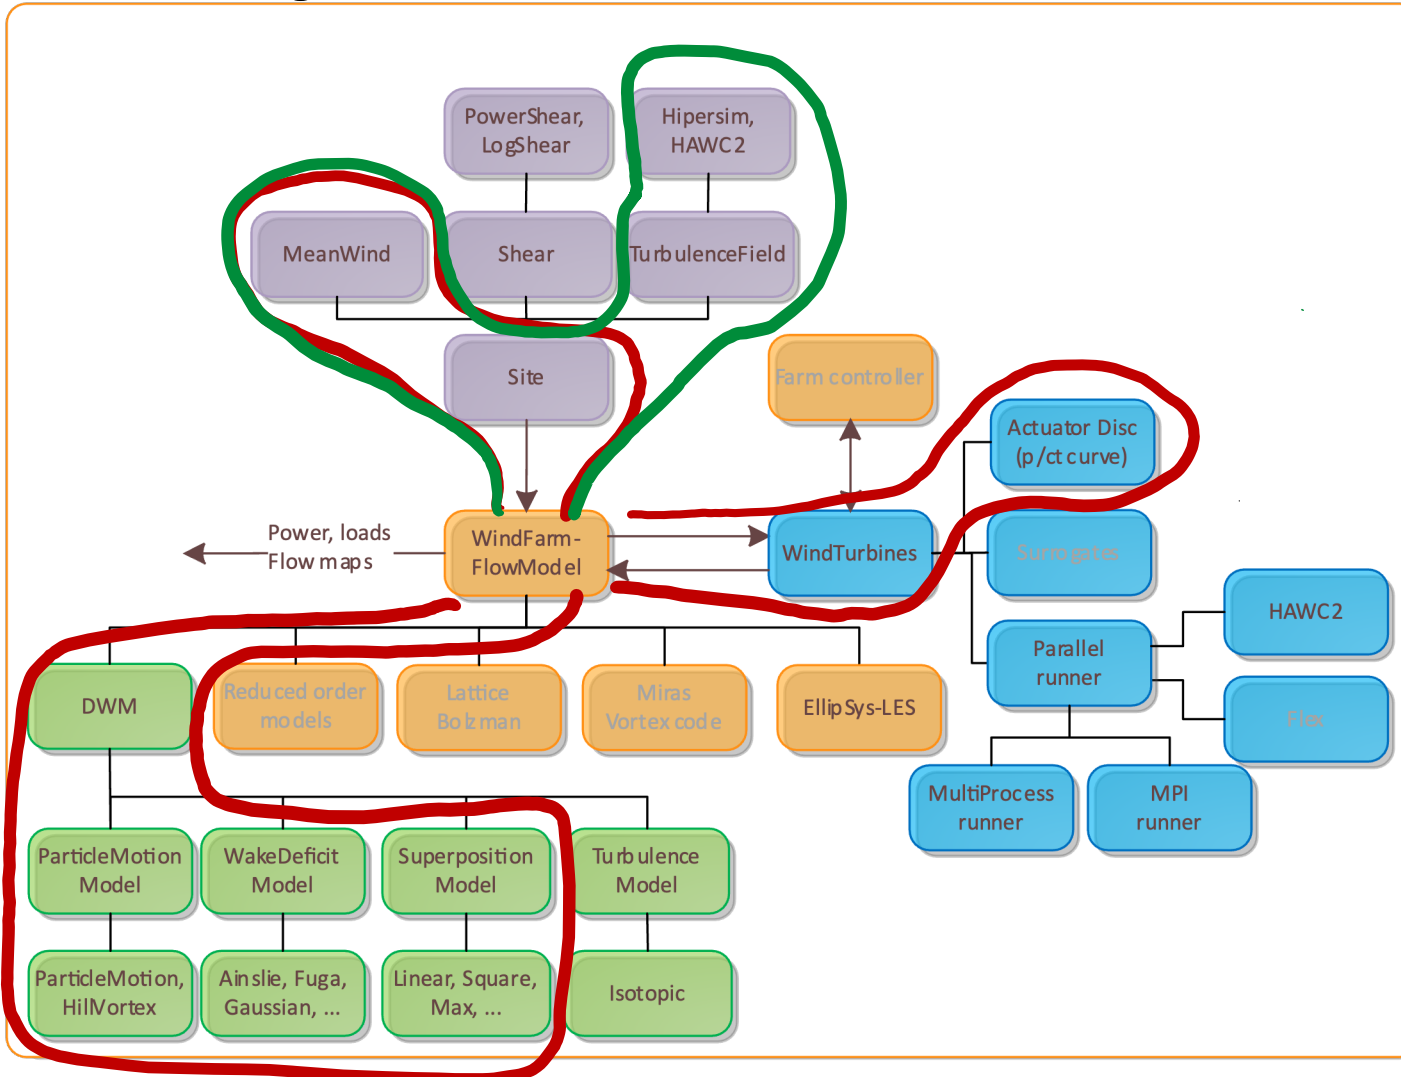 PowerShear,
LogShear
Hipersim,
HAWC2
MeanWind
Shear
TurbulenceField
Site
Farm controller
Actuator Disc
(p/ct curve)
Power, loads
Flow maps
WindFarm-
FlowModel
WindTurbines
Surrogates
HAWC2
Parallel
runner
Flex
DWM
Reduced order
models
Lattice
Bolzman
Miras
Vortex code
EllipSys-LES
MultiProcess
runner
MPI
runner
ParticleMotion
Model
WakeDeficit
Model
Superposition
Model
Turbulence
Model
ParticleMotion,
HillVortex
Ainslie, Fuga,
Gaussian, ...
Linear, Square,
Max, ...
Isotopic